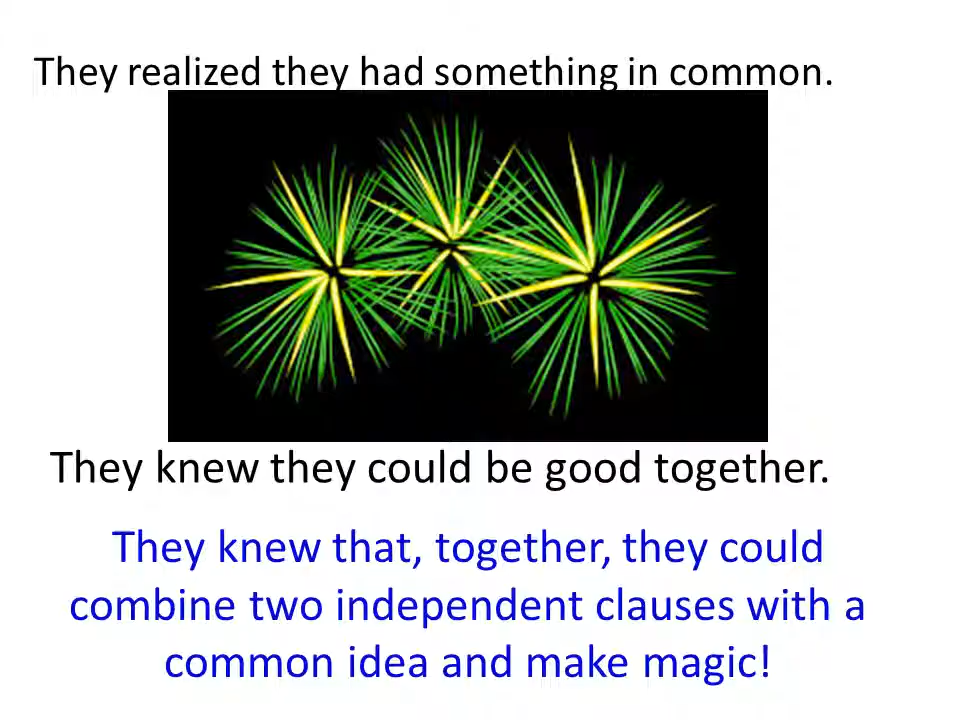 They realized they had something in common.
They knew they could be good together.
They knew that, together, they could
combine two independent clauses with a
common idea and make magic!